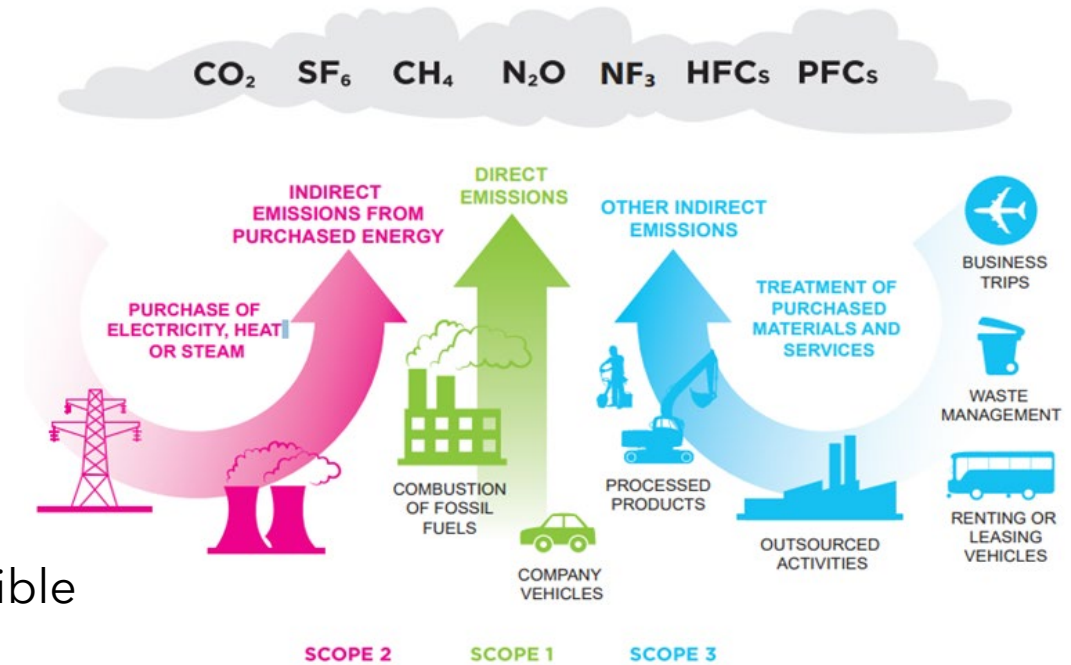 CO₂ SF₆ CH₄ N₂O NF₃ HFCs PFCs
INDIRECT
EMISSIONS FROM
PURCHASED ENERGY
DIRECT
EMISSIONS
OTHER INDIRECT
EMISSIONS
PURCHASE OF
ELECTRICITY, HEAT
OR STEAM
TREATMENT OF
PURCHASED
MATERIALS AND
SERVICES
BUSINESS
TRIPS
WASTE
MANAGEMENT
COMBUSTION
OF FOSSIL
FUELS
COMPANY
VEHICLES
PROCESSED
PRODUCTS
OUTSOURCED
ACTIVITIES
RENTING OR
LEASING
VEHICLES
ible
SCOPE 2 SCOPE 1 SCOPE 3